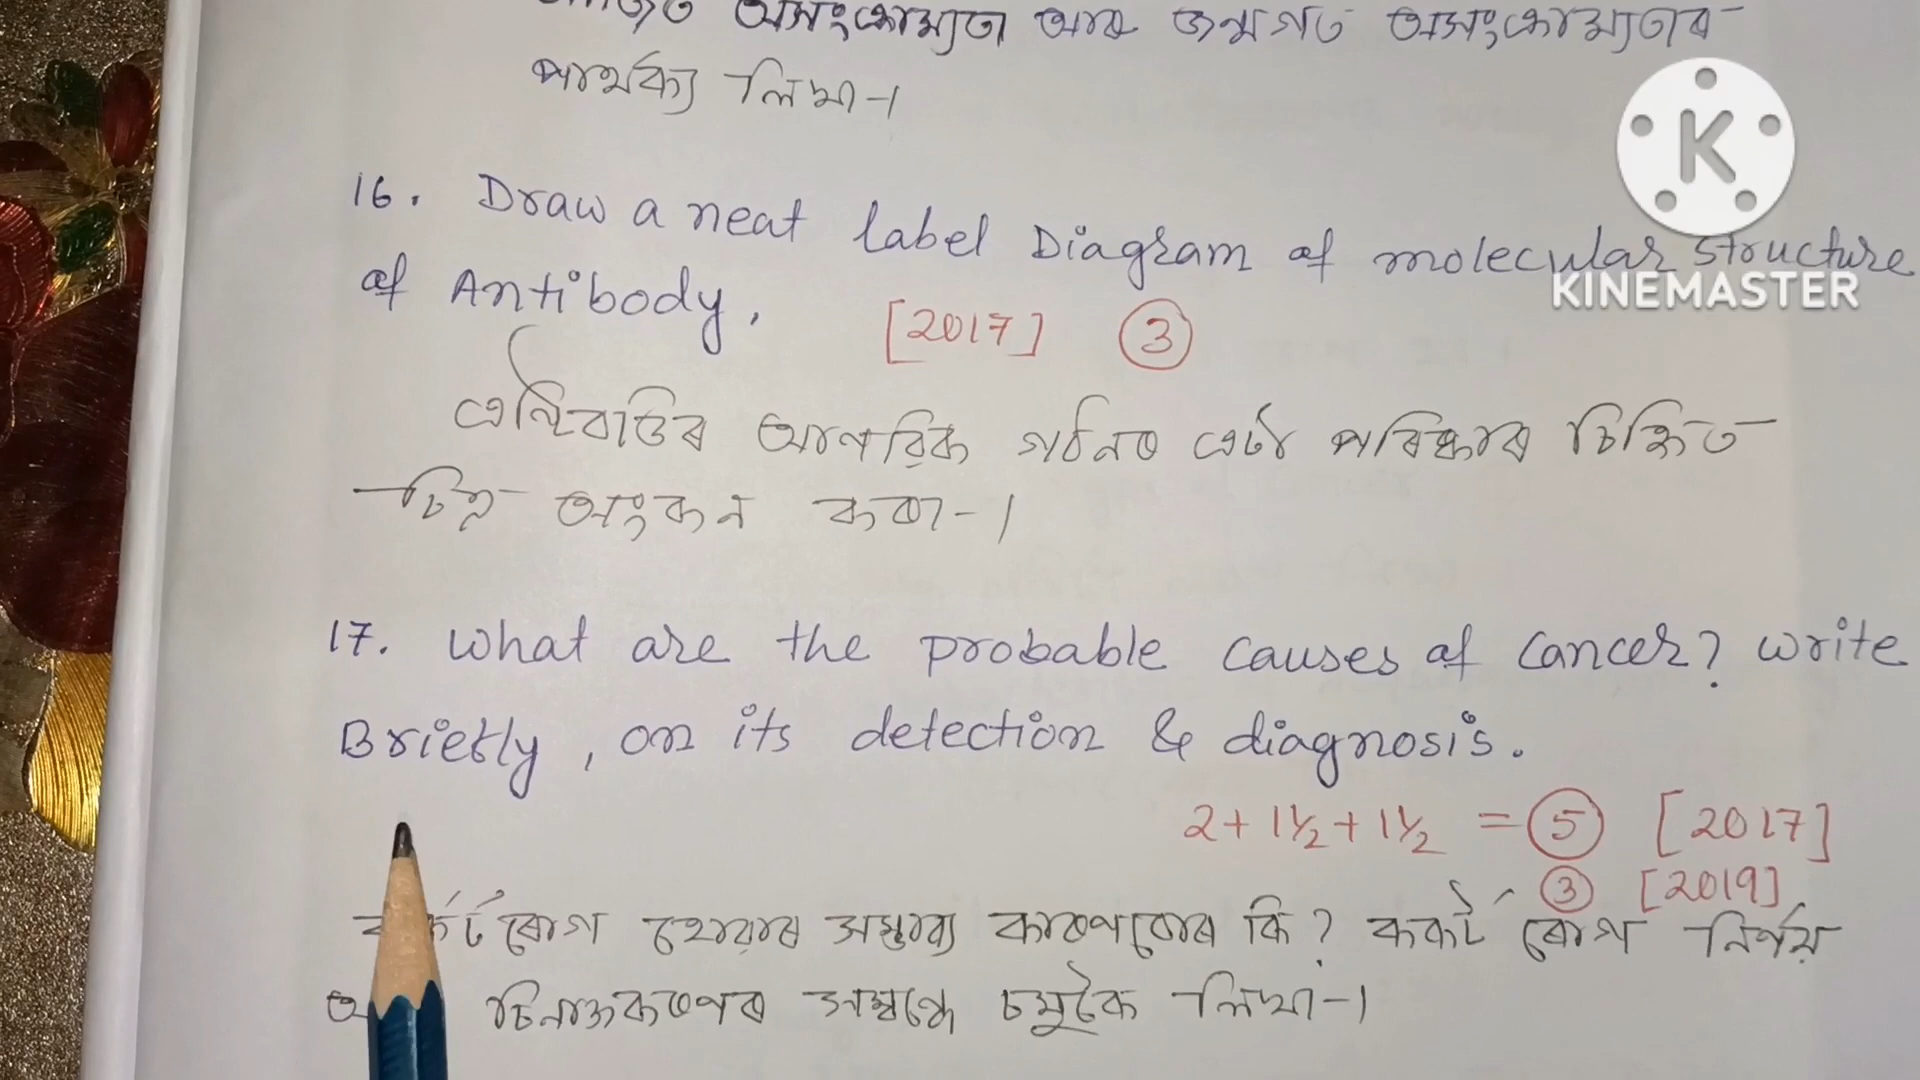 অসংক্ৰাম্যতা আৰু জন্মগত অসংক্ৰাম্যতাৰ
পাৰ্থক্য লিখা।
16. Draw a neat label Diagram of molecular structure
of Antibody. [2017] 3
এন্টিবডিৰ আণৱিক গঠনৰ এটা পৰিষ্কাৰ চিহ্নিত
চিত্ৰ অংকন কৰা।
17. What are the probable causes of cancer? write
Briefly, on its detection & diagnosis.
2+1½+1½ = 5 [2017]
3 [2019]
ৰোগ হোৱাৰ সম্ভাব্য কাৰণবোৰ কি? কৰ্কট ৰোগ নিৰ্ণয়
চিনাক্তকৰণৰ সম্বন্ধে চমুকৈ লিখা।
K
KINEMASTER